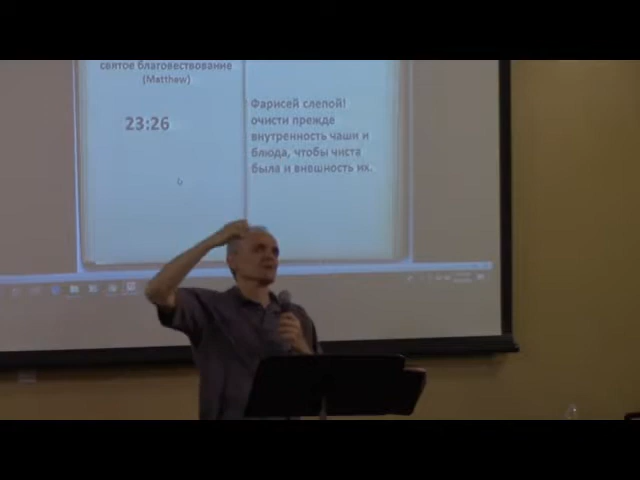 святое благовествование
(Matthew)
23:26
Фарисей слепой!
очисти прежде
внутренность чаши и
блюда, чтобы чиста
была и внешность их.